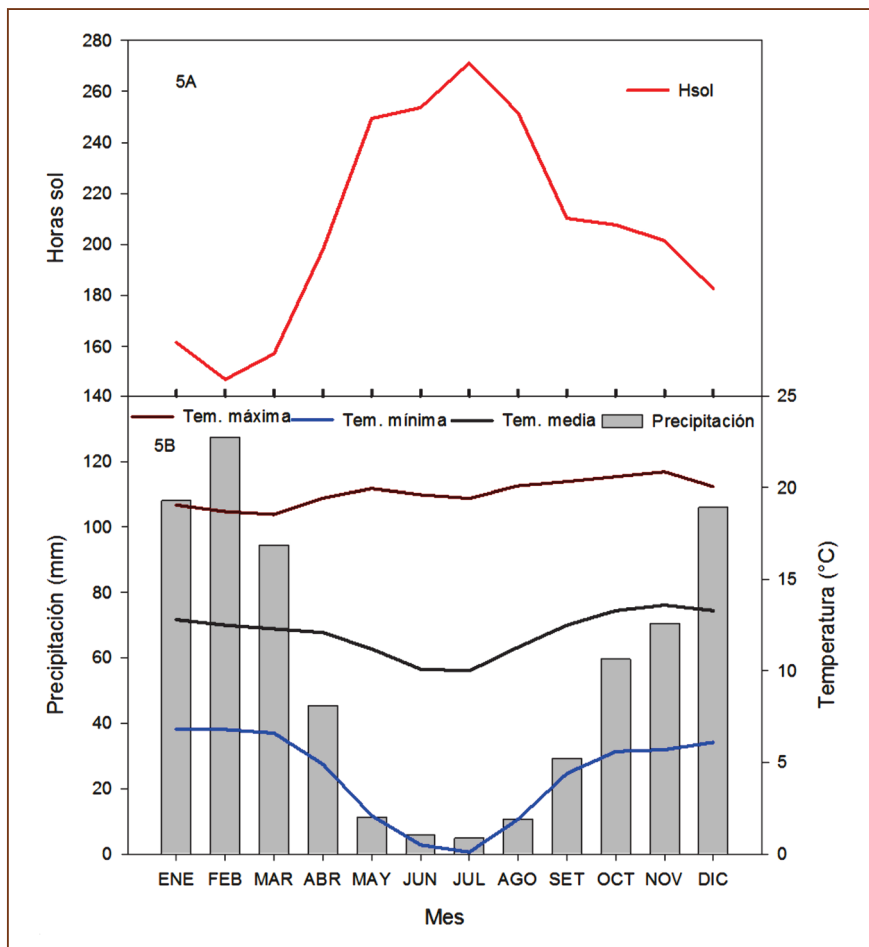 280
260
240
220
200
180
160
140
Horas sol
5A
Hsol
25
20
15
10
5
0
Temperatura (°C)
Tem. máxima Tem. mínima Tem. media Precipitación
5B
120
100
80
60
40
20
0
Precipitación (mm)
ENE FEB MAR ABR MAY JUN JUL AGO SET OCT NOV DIC
Mes